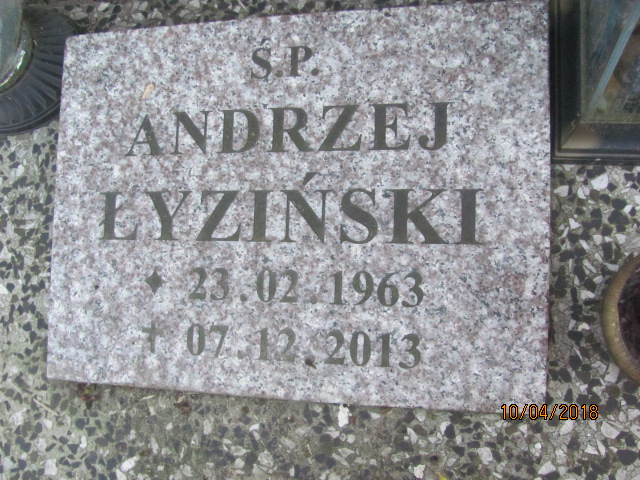 Ś.P.
ANDRZEJ
ŁYZIŃSKI
23.02.1963
† 07.12.2013
10/04/2018